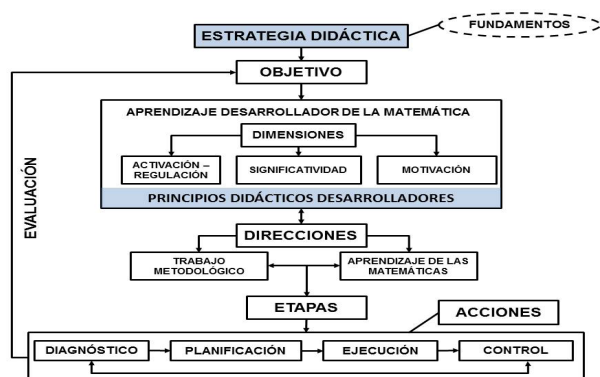 FUNDAMENTOS
ESTRATEGIA DIDÁCTICA
OBJETIVO
APRENDIZAJE DESARROLLADOR DE LA MATEMÁTICA
DIMENSIONES
ACTIVACIÓN –
REGULACIÓN
SIGNIFICATIVIDAD
MOTIVACIÓN
PRINCIPIOS DIDÁCTICOS DESARROLLADORES
EVALUACIÓN
DIRECCIONES
TRABAJO
METODOLÓGICO
APRENDIZAJE DE LAS
MATEMÁTICAS
ETAPAS
ACCIONES
DIAGNÓSTICO
PLANIFICACIÓN
EJECUCIÓN
CONTROL